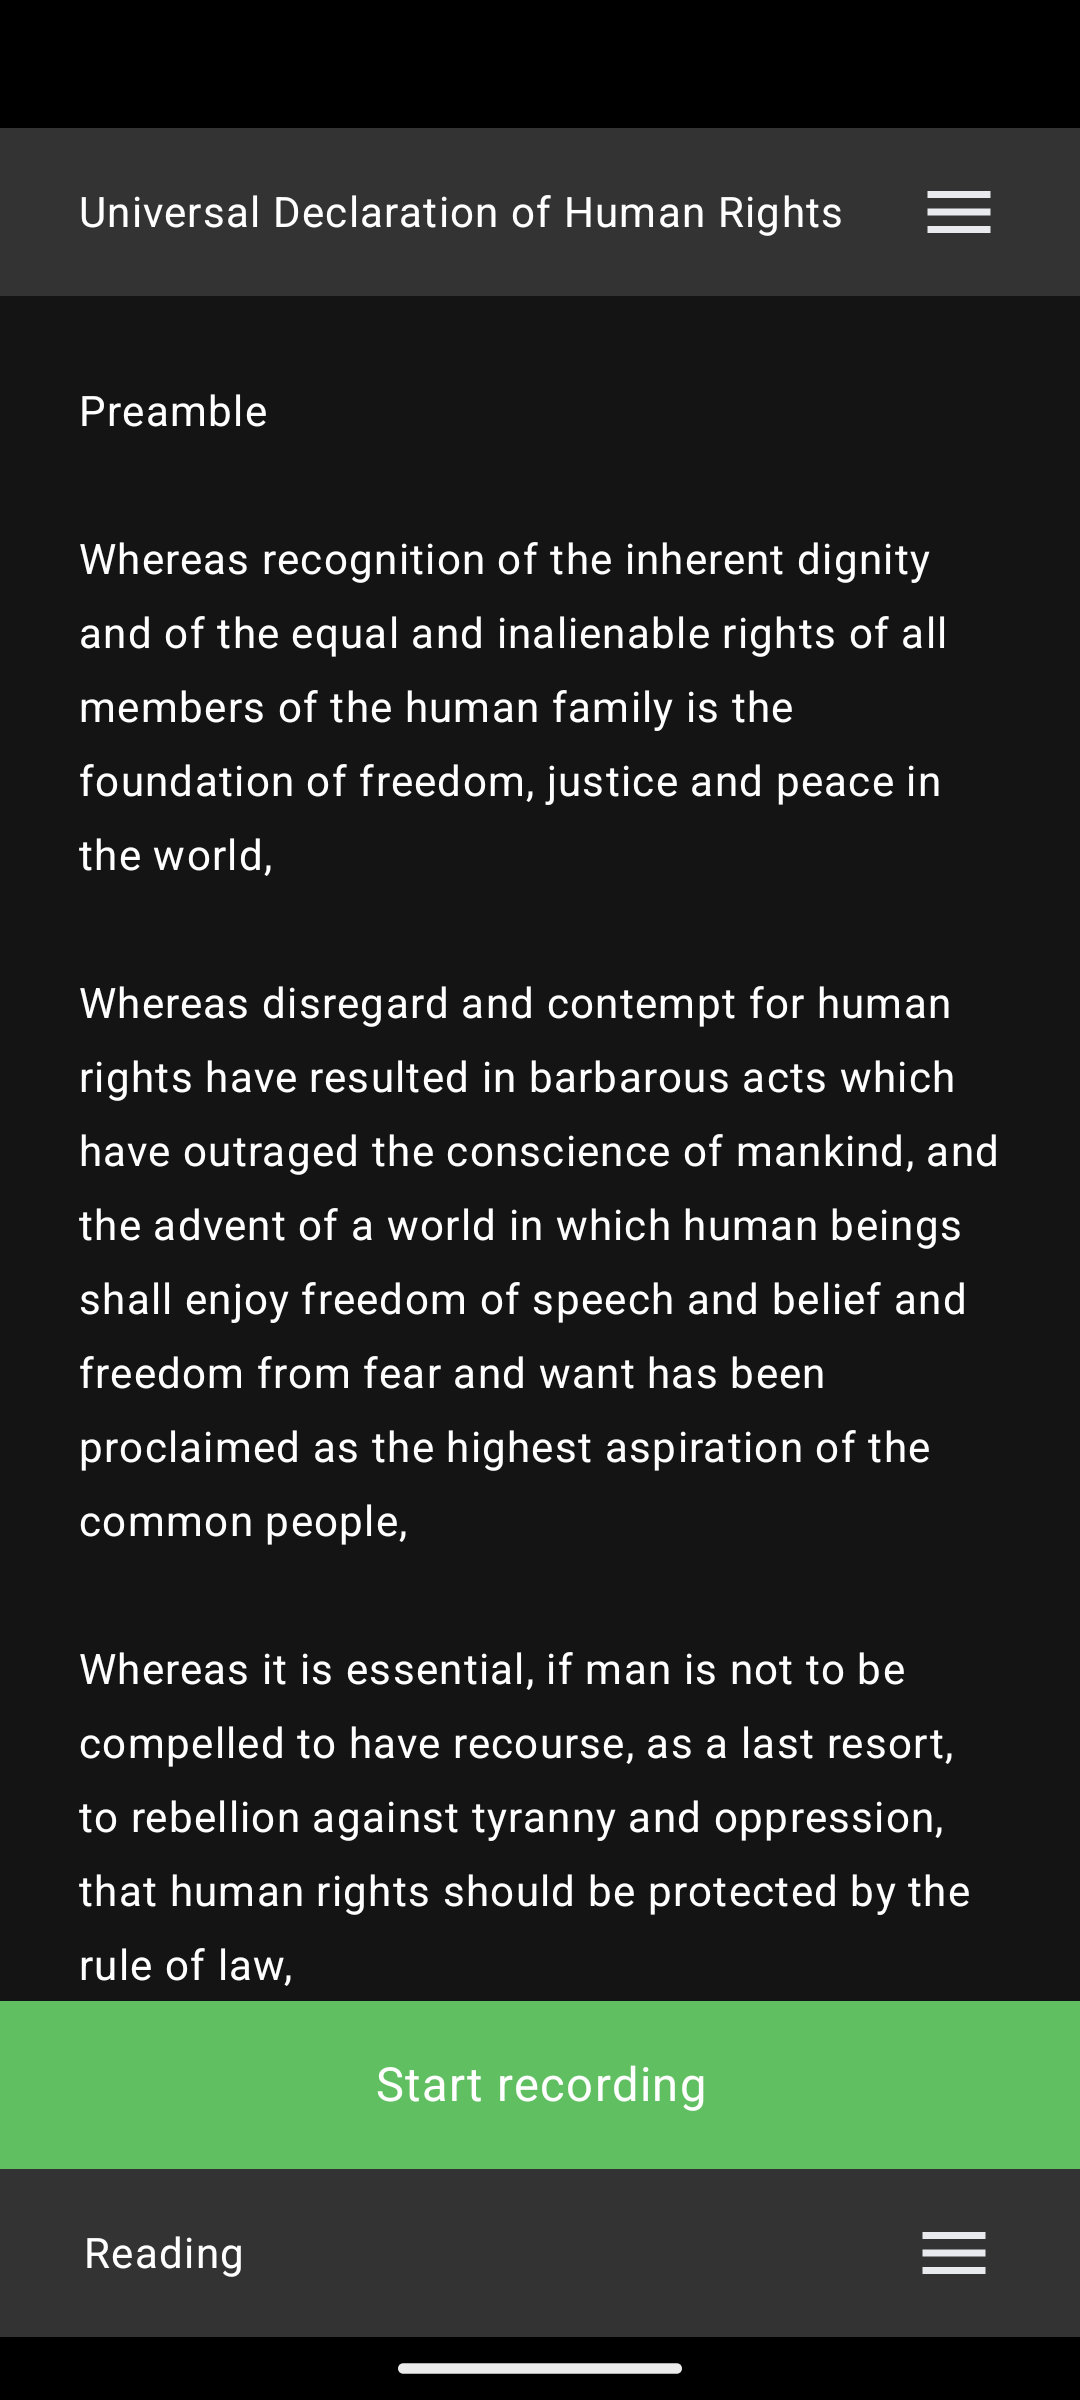 Universal Declaration of Human Rights
Preamble
Whereas recognition of the inherent dignity
and of the equal and inalienable rights of all
members of the human family is the
foundation of freedom, justice and peace in
the world,
Whereas disregard and contempt for human
rights have resulted in barbarous acts which
have outraged the conscience of mankind, and
the advent of a world in which human beings
shall enjoy freedom of speech and belief and
freedom from fear and want has been
proclaimed as the highest aspiration of the
common people,
Whereas it is essential, if man is not to be
compelled to have recourse, as a last resort,
to rebellion against tyranny and oppression,
that human rights should be protected by the
rule of law,
Start recording
Reading